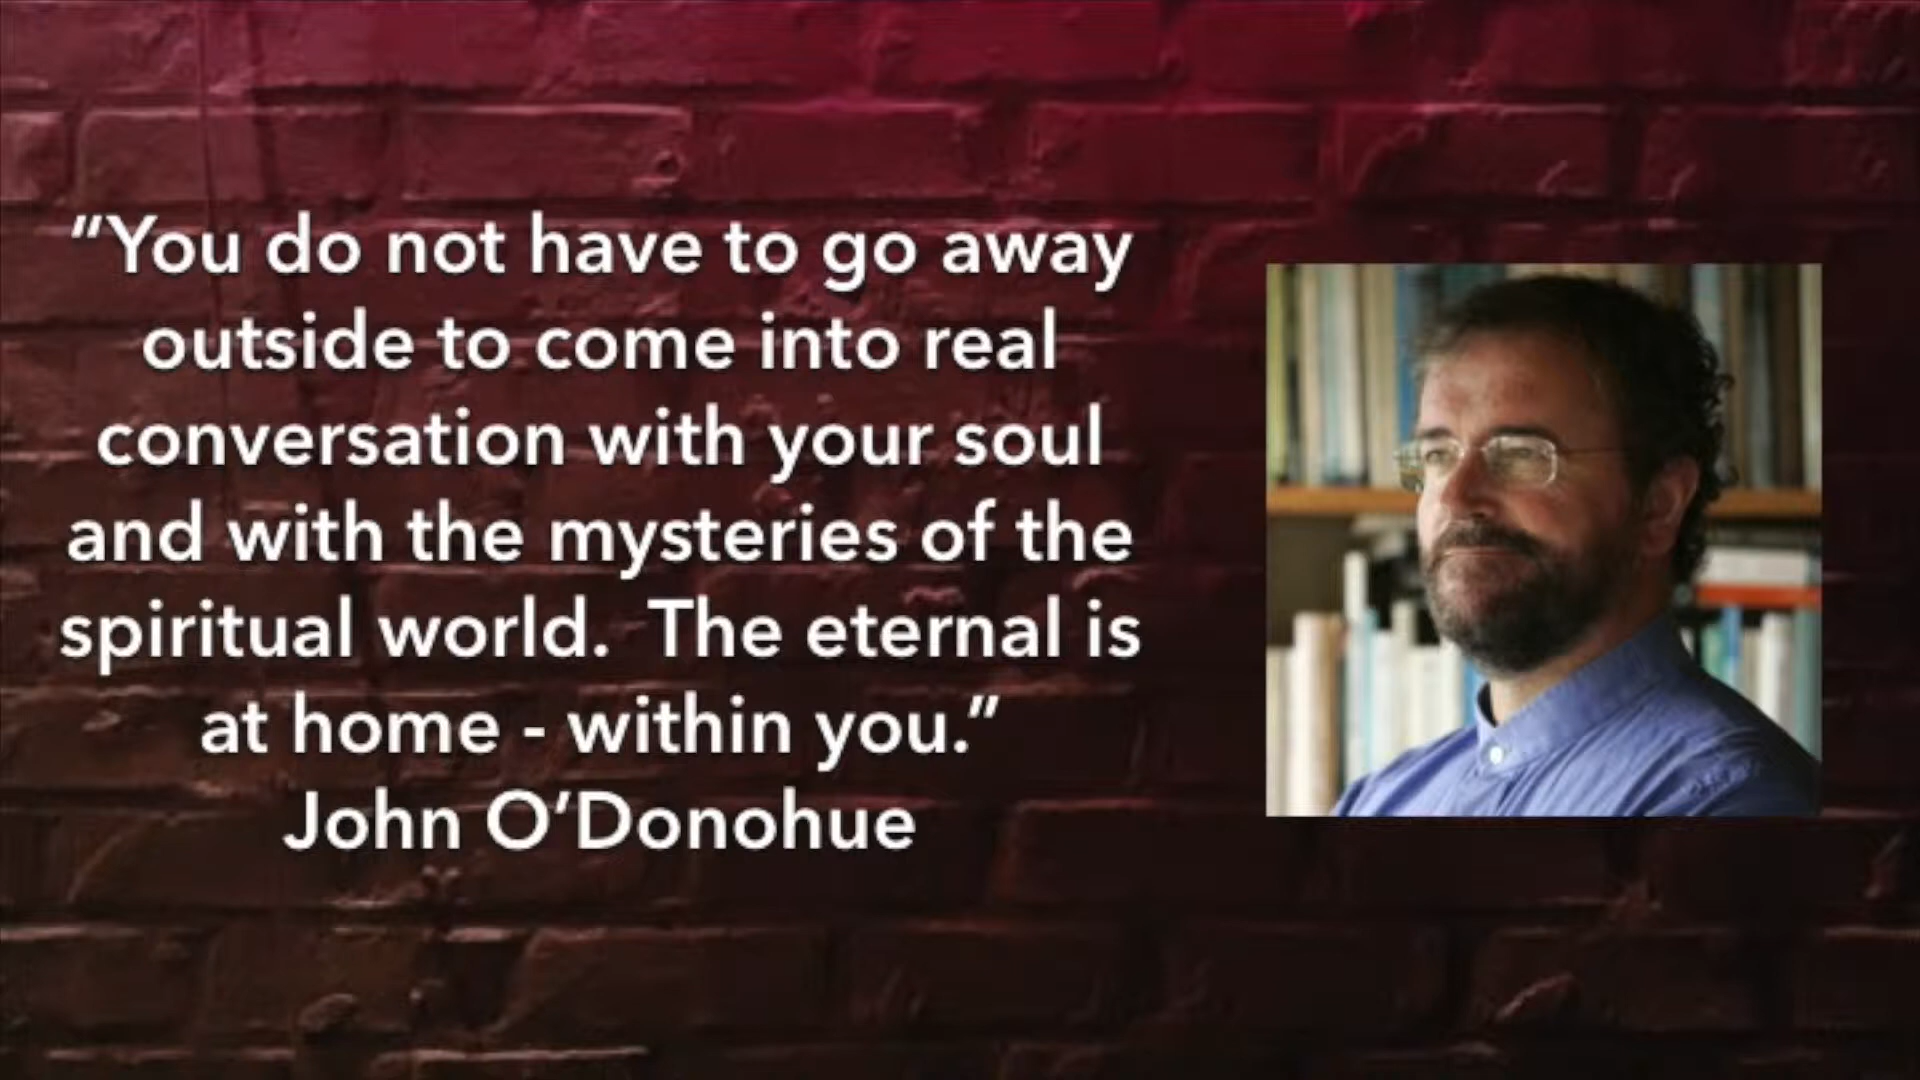 “You do not have to go away
outside to come into real
conversation with your soul
and with the mysteries of the
spiritual world.  The eternal is
at home - within you.”
John O’Donohue